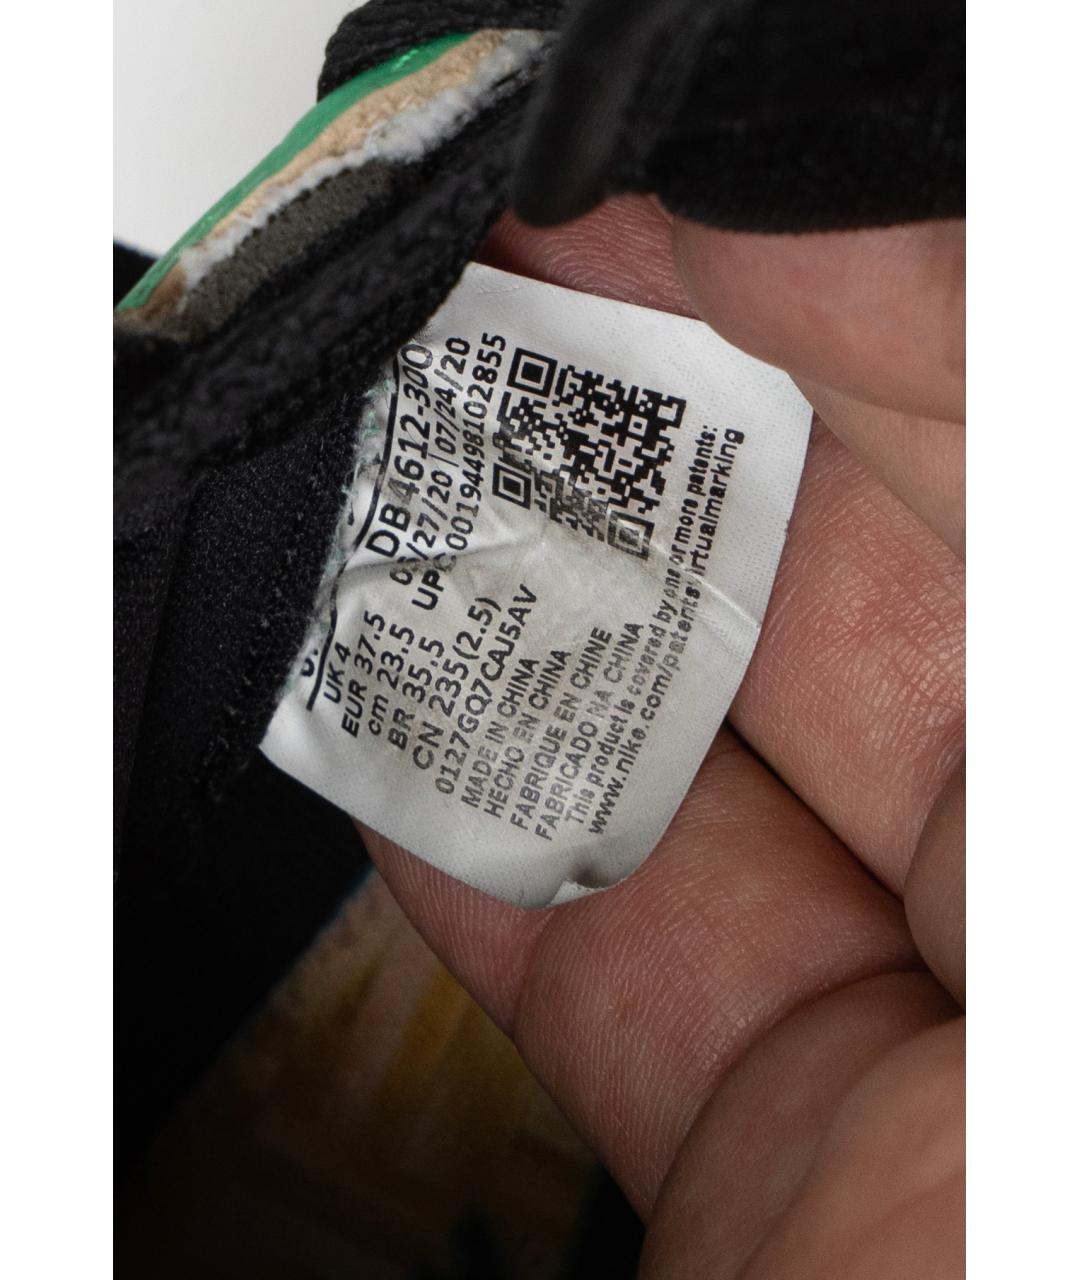 UK 4
EUR 37.5
cm 23.5
BR 35.5
CN 235(2.5)
0127GQ7CAJ5AV
MADE IN CHINA
HECHO EN CHINA
FABRIQUE EN CHINE
FABRICADO NA CHINA
This product is covered by one or more patents:
www.nike.com/patents
DB4612-300
/27/20 | 07/24/20
UPC 00194498102855